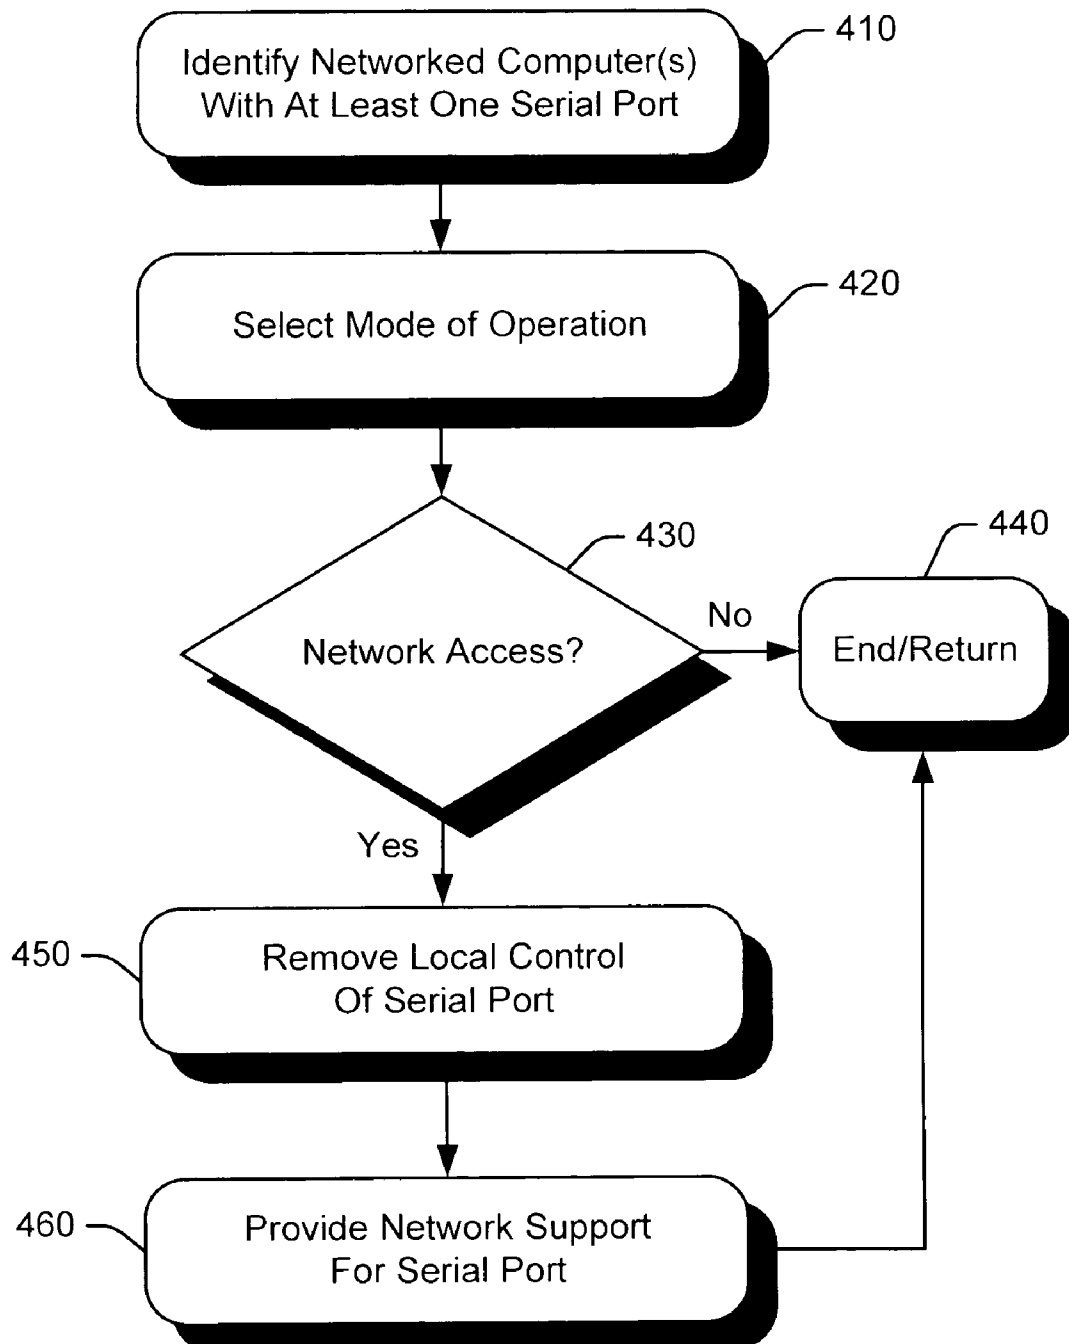 Identify Networked Computer(s)
With At Least One Serial Port
410
Select Mode of Operation
420
Network Access?
430
No
440
End/Return
Yes
450
Remove Local Control
Of Serial Port
460
Provide Network Support
For Serial Port